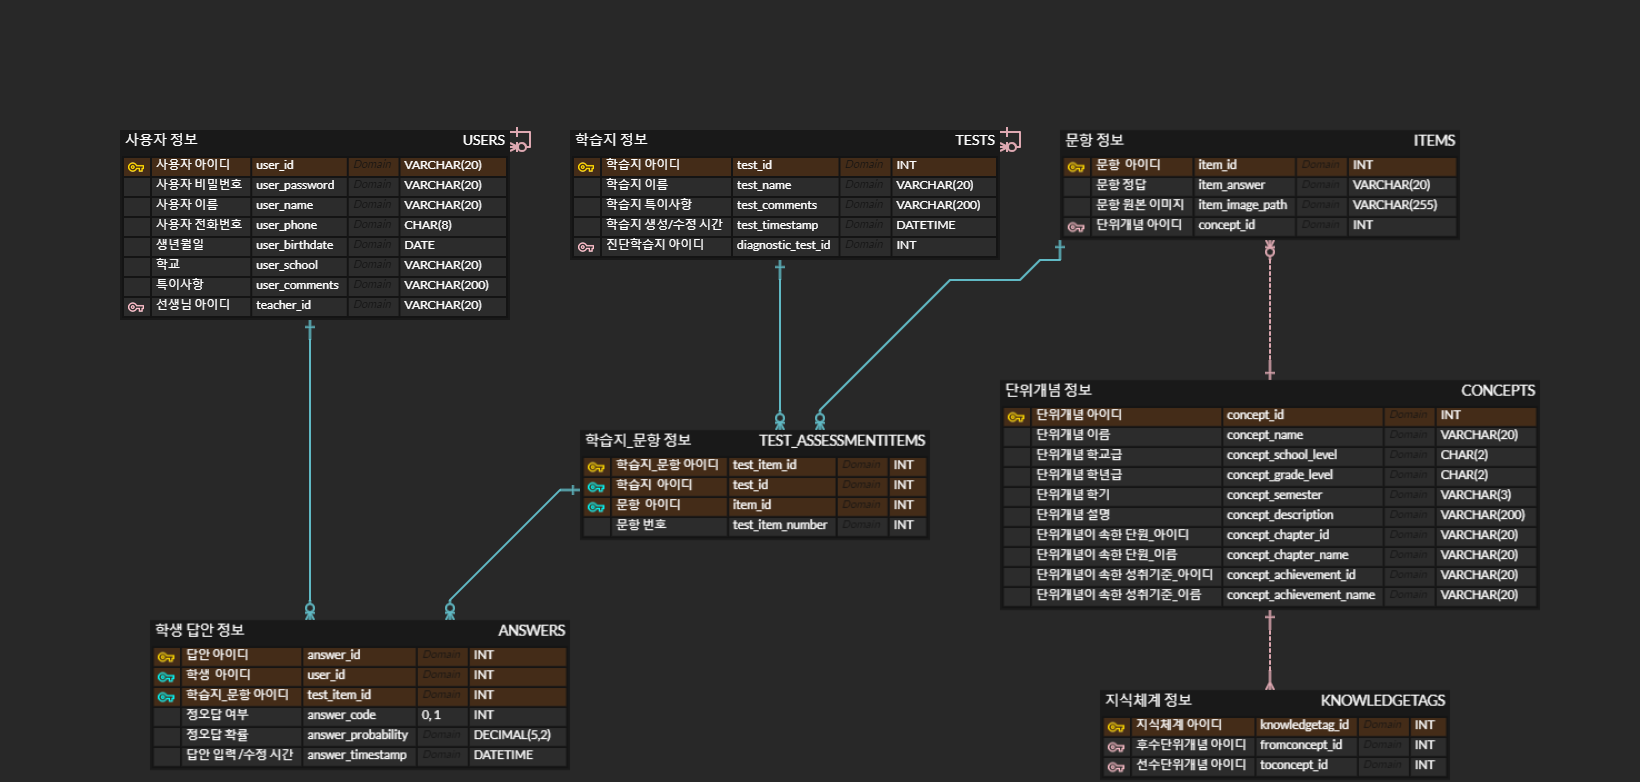 사용자 정보 USERS
사용자 아이디 user_id Domain VARCHAR(20)
사용자 비밀번호 user_password Domain VARCHAR(20)
사용자 이름 user_name Domain VARCHAR(20)
사용자 전화번호 user_phone Domain CHAR(8)
생년월일 user_birthdate Domain DATE
학교 user_school Domain VARCHAR(20)
특이사항 user_comments Domain VARCHAR(200)
선생님 아이디 teacher_id Domain VARCHAR(20)
학습지 정보 TESTS
학습지 아이디 test_id Domain INT
학습지 이름 test_name Domain VARCHAR(20)
학습지 특이사항 test_comments Domain VARCHAR(200)
학습지 생성/수정 시간 test_timestamp Domain DATETIME
진단학습지 아이디 diagnostic_test_id Domain INT
문항 정보 ITEMS
문항 아이디 item_id Domain INT
문항 정답 item_answer Domain VARCHAR(20)
문항 원본 이미지 item_image_path Domain VARCHAR(255)
단위개념 아이디 concept_id Domain INT
학습지_문항 정보 TEST_ASSESSMENTITEMS
학습지_문항 아이디 test_item_id Domain INT
학습지 아이디 test_id Domain INT
문항 아이디 item_id Domain INT
문항 번호 test_item_number Domain INT
단위개념 정보 CONCEPTS
단위개념 아이디 concept_id Domain INT
단위개념 이름 concept_name Domain VARCHAR(20)
단위개념 학교급 concept_school_level Domain CHAR(2)
단위개념 학년급 concept_grade_level Domain CHAR(2)
단위개념 학기 concept_semester Domain VARCHAR(3)
단위개념 설명 concept_description Domain VARCHAR(200)
단위개념이 속한 단원_아이디 concept_chapter_id Domain VARCHAR(20)
단위개념이 속한 단원_이름 concept_chapter_name Domain VARCHAR(20)
단위개념이 속한 성취기준_아이디 concept_achievement_id Domain VARCHAR(20)
단위개념이 속한 성취기준_이름 concept_achievement_name Domain VARCHAR(20)
학생 답안 정보 ANSWERS
답안 아이디 answer_id Domain INT
학생 아이디 user_id Domain INT
학습지_문항 아이디 test_item_id Domain INT
정오답 여부 answer_code 0, 1 INT
정오답 확률 answer_probability Domain DECIMAL(5,2)
답안 입력/수정 시간 answer_timestamp Domain DATETIME
지식체계 정보 KNOWLEDGETAGS
지식체계 아이디 knowledgetag_id Domain INT
후수단위개념 아이디 fromconcept_id Domain INT
선수단위개념 아이디 toconcept_id Domain INT